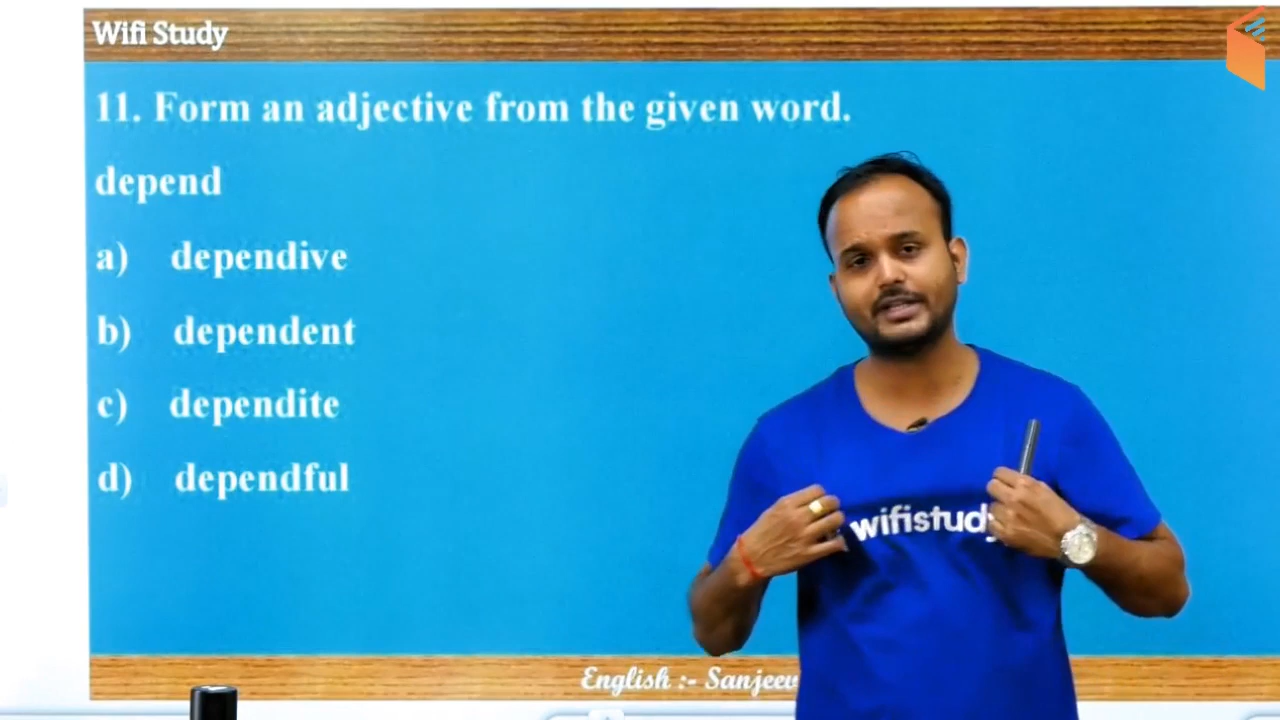 Wifi Study
11. Form an adjective from the given word.
depend
a) dependive
b) dependent
c) dependite
d) dependful
wifistudy
English :- Sanjeev